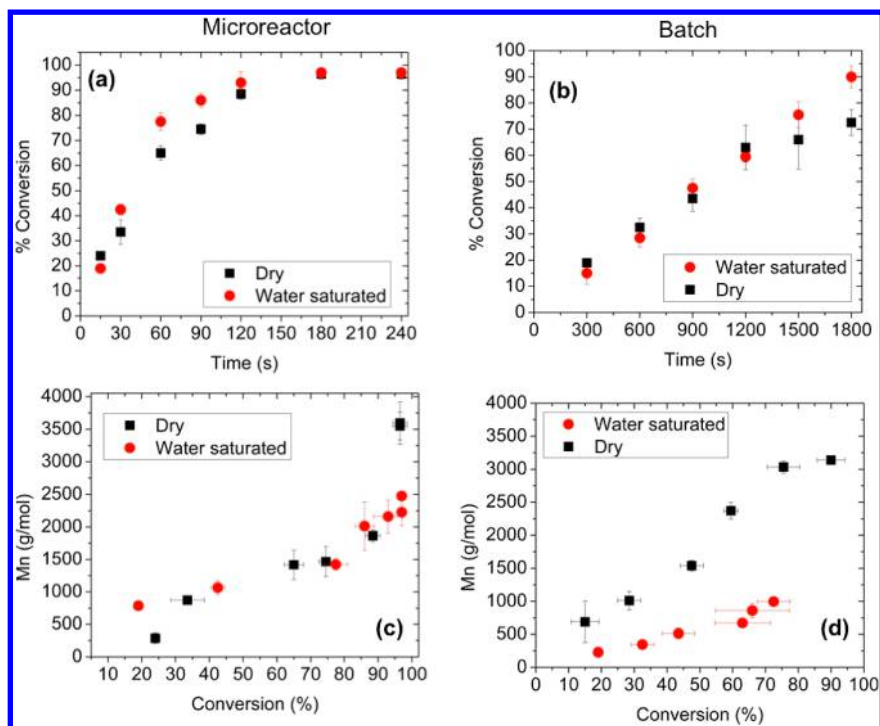 Microreactor
Batch
(a)
% Conversion
100
90
80
70
60
50
40
30
20
10
0
0 30 60 90 120 150 180 210 240
Time (s)
Dry
Water saturated
(b)
% Conversion
100
90
80
70
60
50
40
30
20
10
0
0 300 600 900 1200 1500 1800
Time (s)
Water saturated
Dry
(c)
Mn (g/mol)
4000
3500
3000
2500
2000
1500
1000
500
0
10 20 30 40 50 60 70 80 90 100
Conversion (%)
Dry
Water saturated
(d)
Mn (g/mol)
4000
3500
3000
2500
2000
1500
1000
500
0
0 10 20 30 40 50 60 70 80 90 100
Conversion (%)
Water saturated
Dry